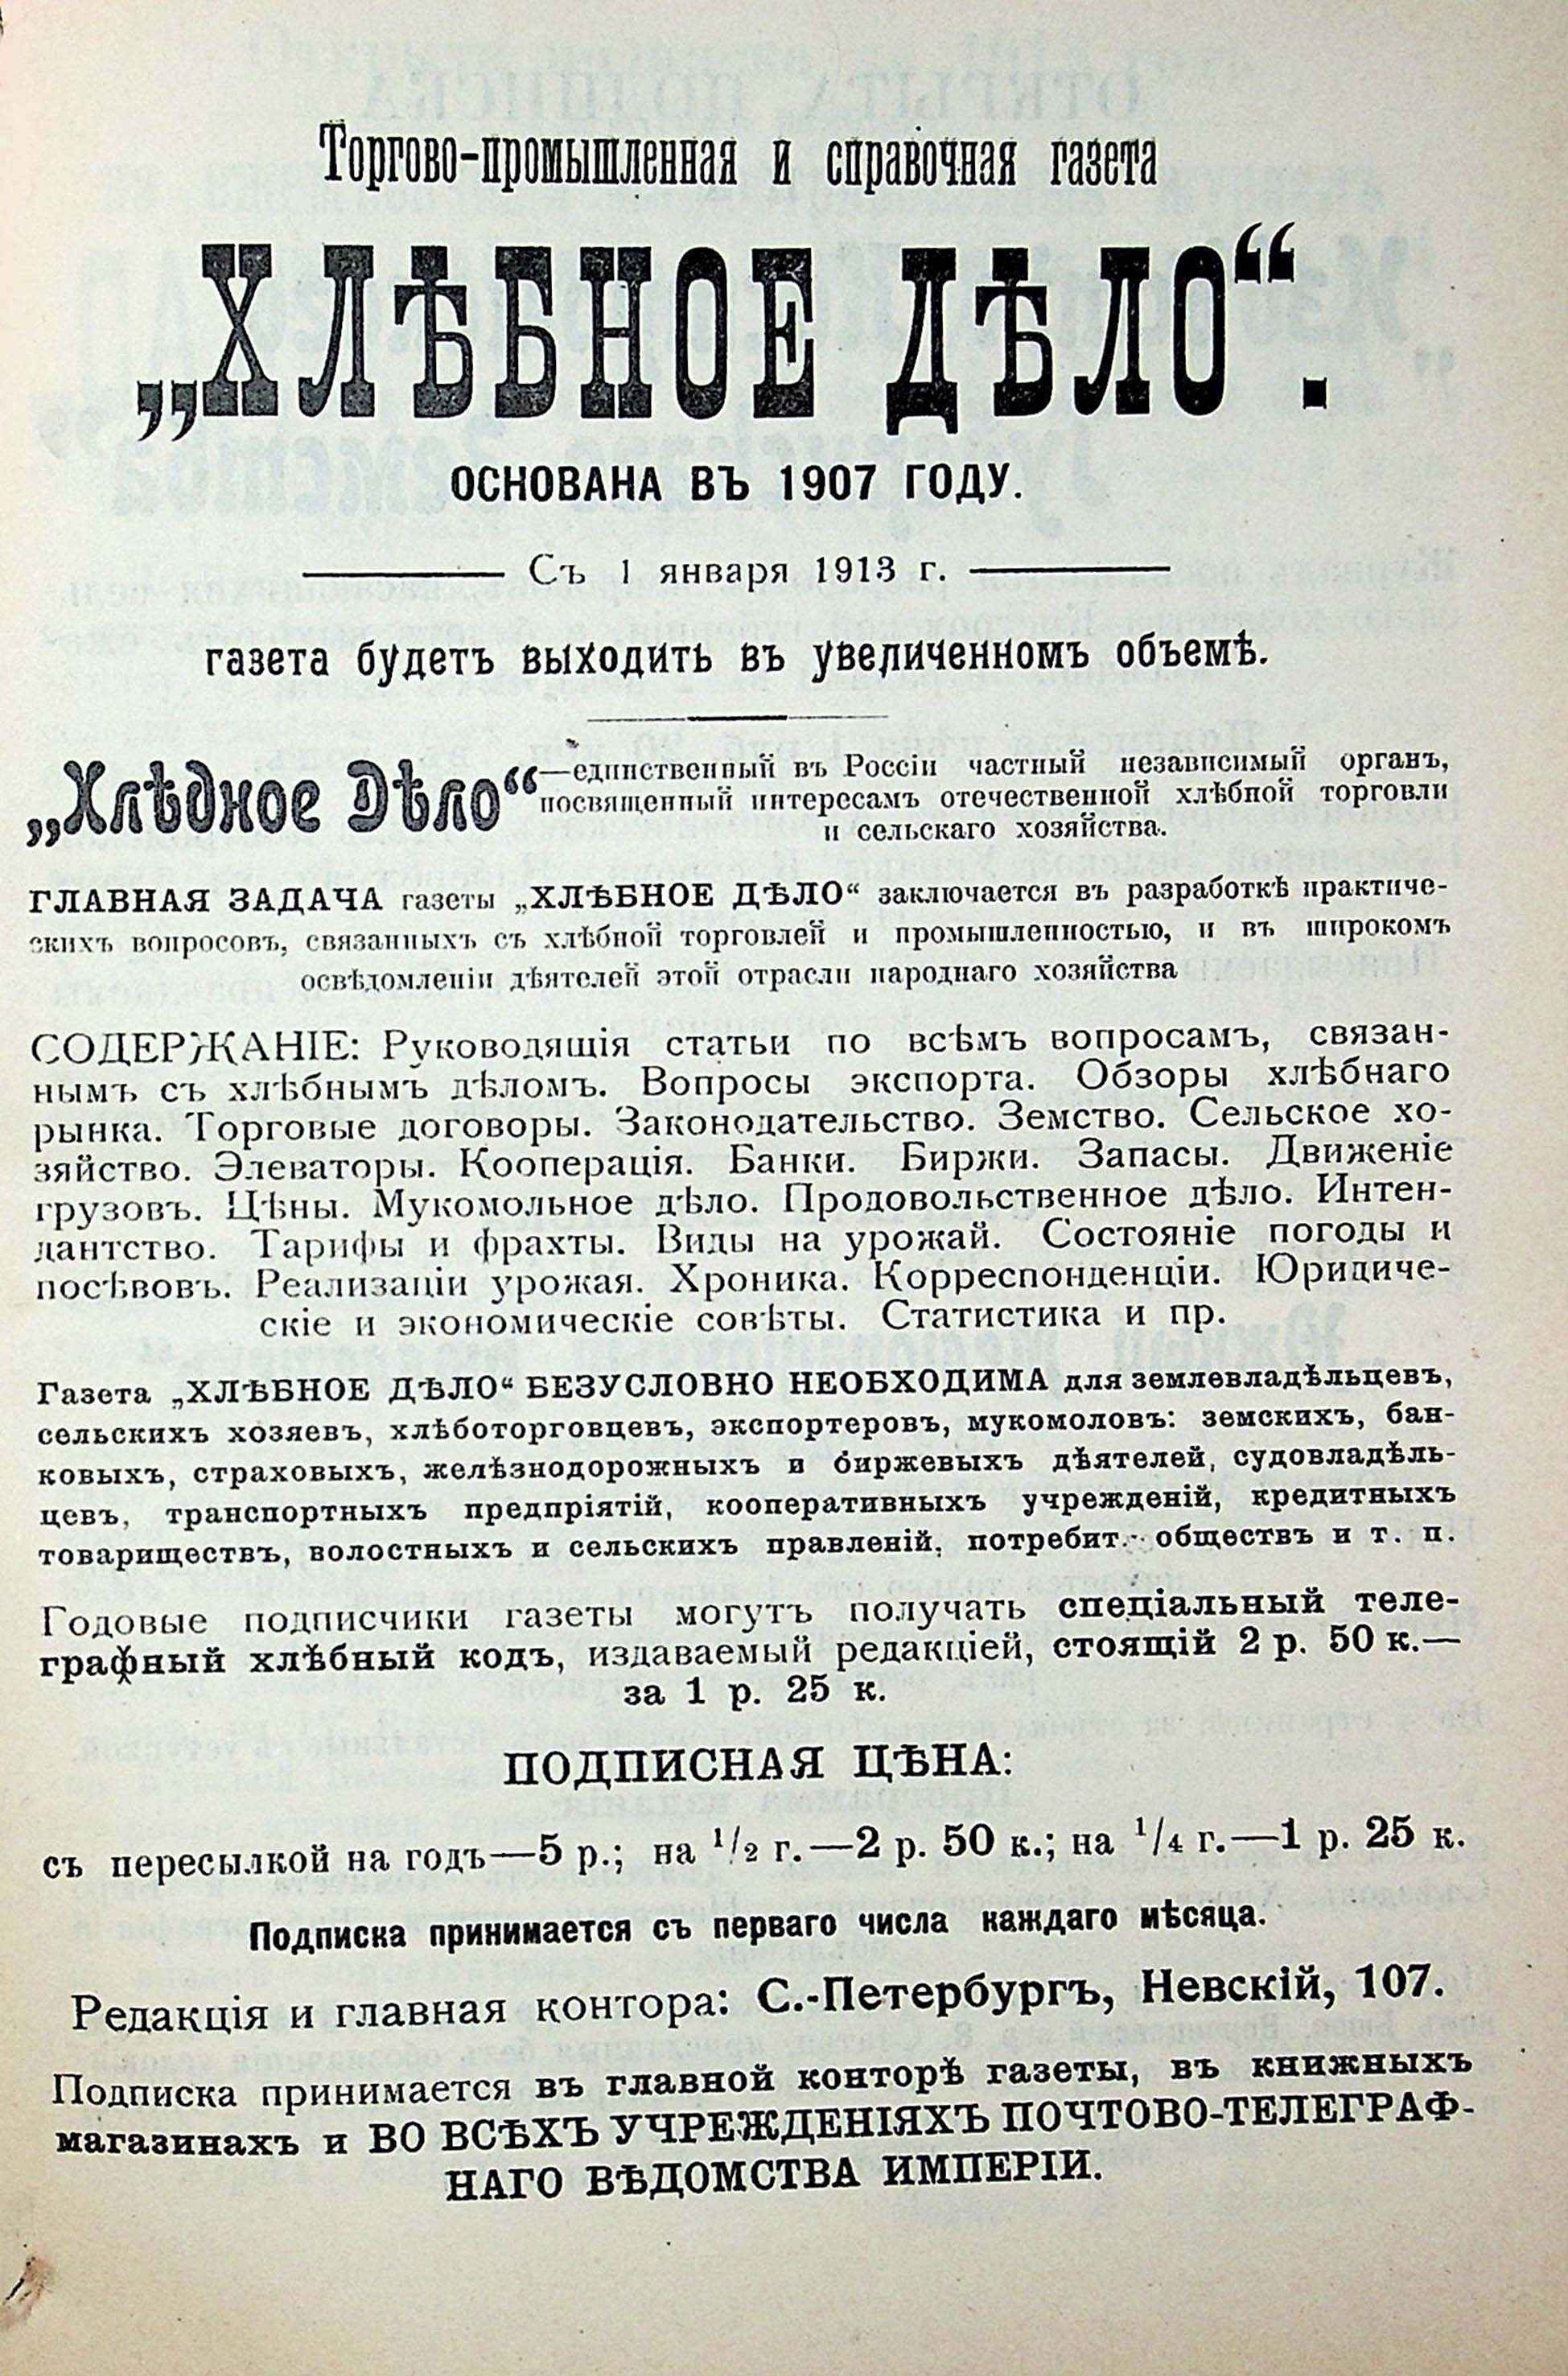 Торгово-промышленная и справочная газета
„ХЛѢБНОЕ ДѢЛО“.
ОСНОВАНА ВЪ 1907 ГОДУ.
Съ 1 января 1913 г.
газета будетъ выходить въ увеличенномъ объемѣ.
„Хлѣбное Дѣло“—единственный въ Россіи частный независимый органъ,
посвященный интересамъ отечественной хлѣбной торговли
и сельскаго хозяйства.
ГЛАВНАЯ ЗАДАЧА газеты „ХЛѢБНОЕ ДѢЛО“ заключается въ разработкѣ практиче-
скихъ вопросовъ, связанныхъ съ хлѣбной торговлей и промышленностью, и въ широкомъ
освѣдомленіи дѣятелей этой отрасли народнаго хозяйства
СОДЕРЖАНІЕ: Руководящія статьи по всѣмъ вопросамъ, связан-
нымъ съ хлѣбнымъ дѣломъ. Вопросы экспорта. Обзоры хлѣбнаго
рынка. Торговые договоры. Законодательство. Земство. Сельское хо-
зяйство. Элеваторы. Кооперація. Банки. Биржи. Запасы. Движеніе
грузовъ. Цѣны. Мукомольное дѣло. Продовольственное дѣло. Интен-
дантство. Тарифы и фрахты. Виды на урожай. Состояніе погоды и
посѣвовъ. Реализаціи урожая. Хроника. Корреспонденціи. Юридиче-
скіе и экономическіе совѣты. Статистика и пр.
Газета „ХЛѢБНОЕ ДѢЛО“ БЕЗУСЛОВНО НЕОБХОДИМА для землевладѣльцевъ,
сельскихъ хозяевъ, хлѣботорговцевъ, экспортеровъ, мукомоловъ: земскихъ, бан-
ковыхъ, страховыхъ, желѣзнодорожныхъ и биржевыхъ дѣятелей, судовладѣль-
цевъ, транспортныхъ предпріятій, кооперативныхъ учрежденій, кредитныхъ
товариществъ, волостныхъ и сельскихъ правленій, потребит. обществъ и т. п.
Годовые подписчики газеты могутъ получать спеціальный теле-
графный хлѣбный кодъ, издаваемый редакціей, стоящій 2 р. 50 к.—
за 1 р. 25 к.
ПОДПИСНАЯ ЦѢНА:
съ пересылкой на годъ—5 р.; на 1/2 г.—2 р. 50 к.; на 1/4 г.—1 р. 25 к.
Подписка принимается съ перваго числа каждаго мѣсяца.
Редакція и главная контора: С.-Петербургъ, Невскій, 107.
Подписка принимается въ главной конторѣ газеты, въ книжныхъ
магазинахъ и ВО ВСѢХЪ УЧРЕЖДЕНІЯХЪ ПОЧТОВО-ТЕЛЕГРАФ-
НАГО ВѢДОМСТВА ИМПЕРІИ.